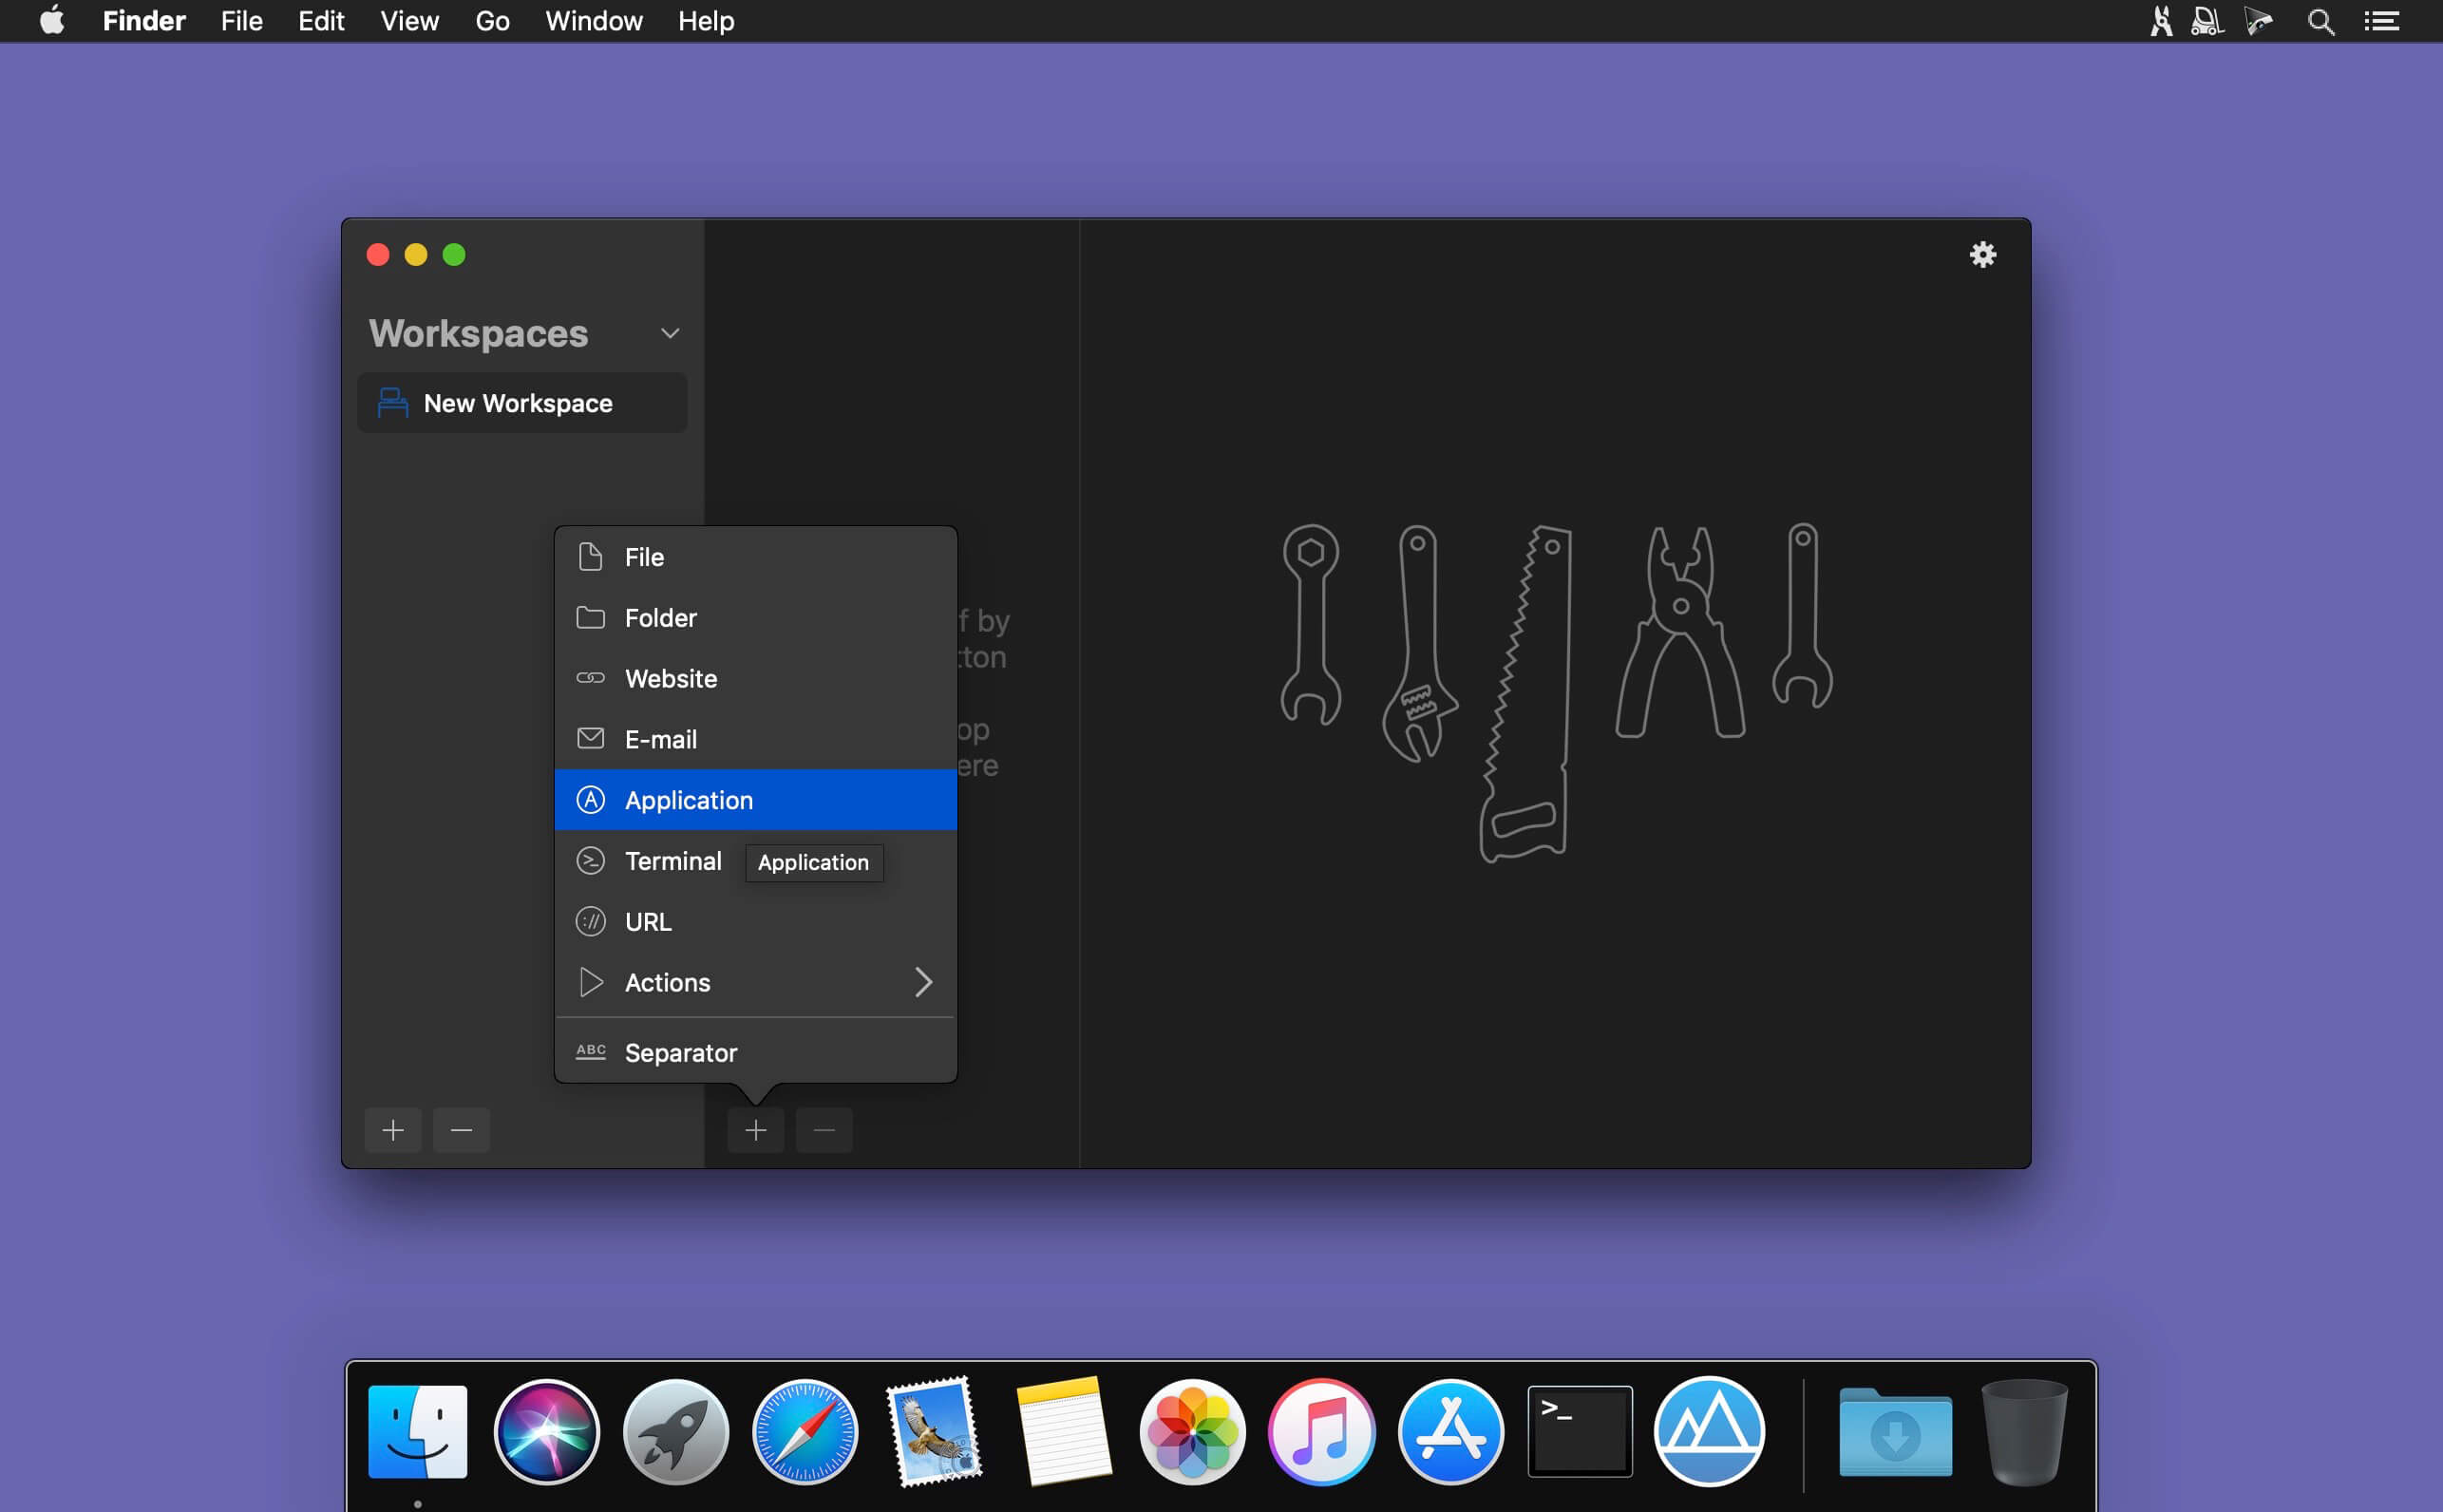 Finder File Edit View Go Window Help
Workspaces
New Workspace
File
Folder
Website
E-mail
Application
Terminal
Application
URL
Actions
ABC Separator
f by
tton
op
ere
>_